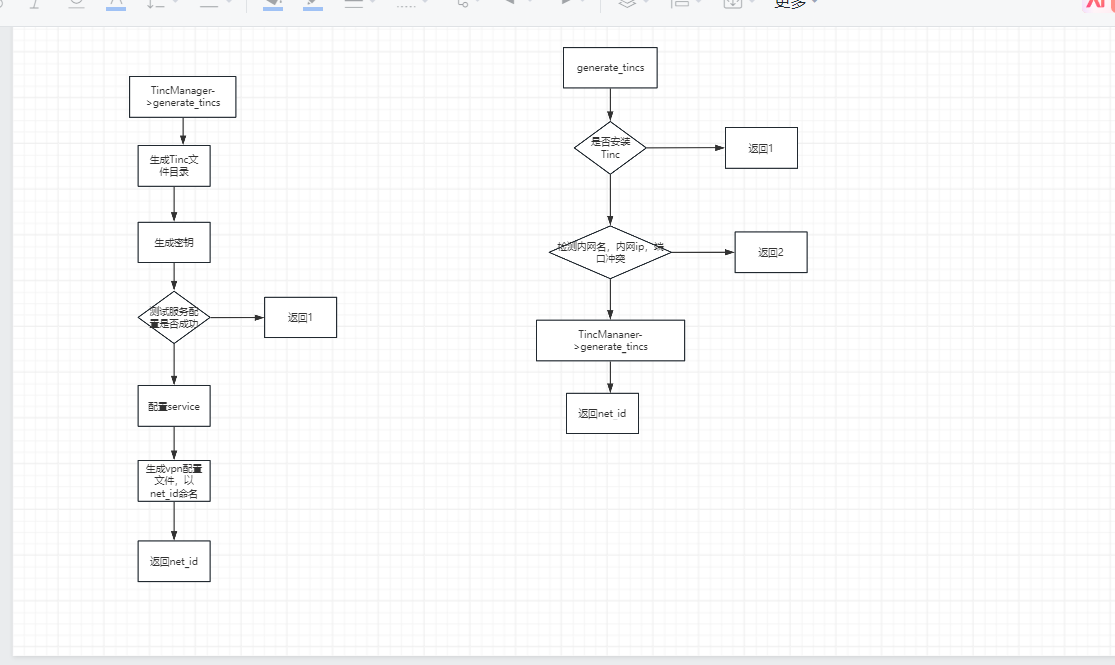 更多
TincManager-
>generate_tincs
生成Tinc文
件目录
生成密钥
测试服务配
置是否成功
返回1
配置service
生成vpn配置
文件，以
net_id命名
返回net_id
generate_tincs
是否安装
Tinc
返回1
检测内网名，内网ip，端
口冲突
返回2
TincMananer-
>generate_tincs
返回net_id